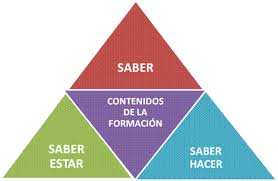 SABER
CONTENIDOS
DE LA
FORMACIÓN
SABER
ESTAR
SABER
HACER